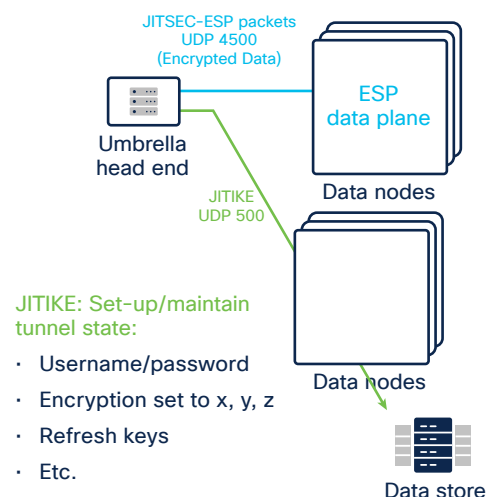 JITSEC-ESP packets
UDP 4500
(Encrypted Data)
ESP
data plane
Umbrella
head end
Data nodes
JITIKE
UDP 500
JITIKE: Set-up/maintain
tunnel state:
· Username/password
· Encryption set to x, y, z
· Refresh keys
· Etc.
Data nodes
Data store